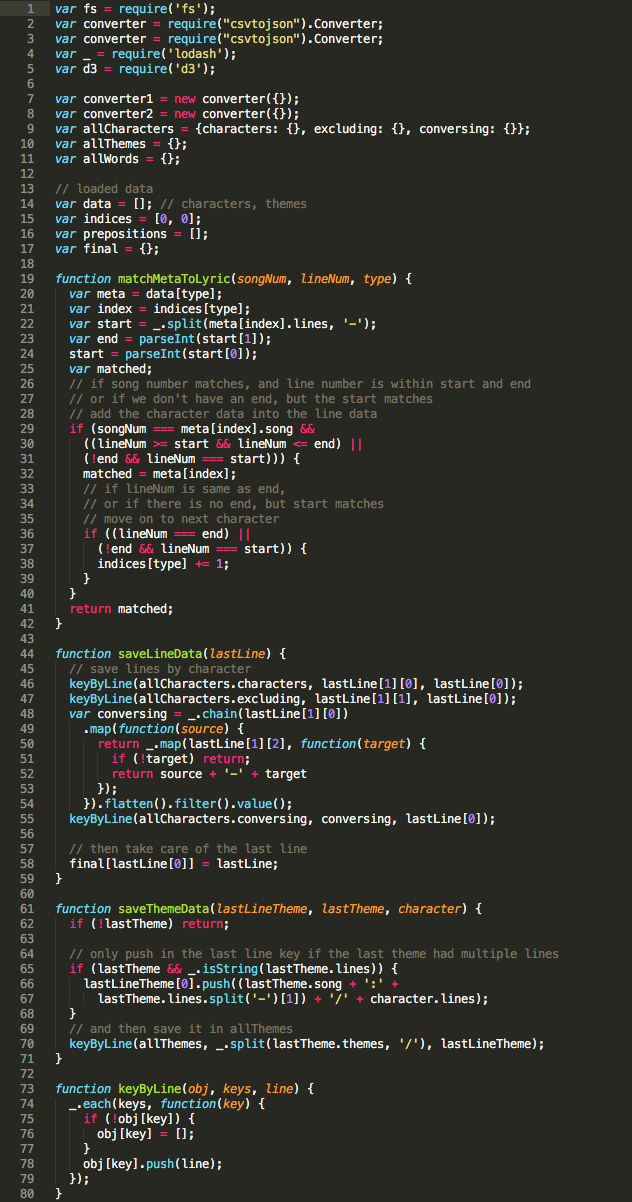 1 var fs = require('fs');
2 var converter = require("csvtojson").Converter;
3 var converter = require("csvtojson").Converter;
4 var _ = require('lodash');
5 var d3 = require('d3');
6
7 var converter1 = new converter({});
8 var converter2 = new converter({});
9 var allCharacters = {characters: {}, excluding: {}, conversing: {}};
10 var allThemes = {};
11 var allWords = {};
12
13 // loaded data
14 var data = []; // characters, themes
15 var indices = [0, 0];
16 var prepositions = [];
17 var final = {};
18
19 function matchMetaToLyric(songNum, lineNum, type) {
20   var meta = data[type];
21   var index = indices[type];
22   var start = _.split(meta[index].lines, '-');
23   var end = parseInt(start[1]);
24   start = parseInt(start[0]);
25   var matched;
26   // if song number matches, and line number is within start and end
27   // or if we don't have an end, but the start matches
28   // add the character data into the line data
29   if (songNum === meta[index].song &&
30     ((lineNum >= start && lineNum <= end) ||
31     (!end && lineNum === start))) {
32     matched = meta[index];
33     // if lineNum is same as end,
34     // or if there is no end, but start matches
35     // move on to next character
36     if ((lineNum === end) ||
37       (!end && lineNum === start)) {
38       indices[type] += 1;
39     }
40   }
41   return matched;
42 }
43
44 function saveLineData(lastLine) {
45   // save lines by character
46   keyByLine(allCharacters.characters, lastLine[1][0], lastLine[0]);
47   keyByLine(allCharacters.excluding, lastLine[1][1], lastLine[0]);
48   var conversing = _.chain(lastLine[1][0])
49     .map(function(source) {
50       return _.map(lastLine[1][2], function(target) {
51         if (!target) return;
52         return source + '-' + target
53       });
54     }).flatten().filter().value();
55   keyByLine(allCharacters.conversing, conversing, lastLine[0]);
56
57   // then take care of the last line
58   final[lastLine[0]] = lastLine;
59 }
60
61 function saveThemeData(lastLineTheme, lastTheme, character) {
62   if (!lastTheme) return;
63
64   // only push in the last line key if the last theme had multiple lines
65   if (lastTheme && _.isString(lastTheme.lines)) {
66     lastLineTheme[0].push((lastTheme.song + ':' +
67       lastTheme.lines.split('-')[1]) + '/' + character.lines);
68   }
69   // and then save it in allThemes
70   keyByLine(allThemes, _.split(lastTheme.themes, '/'), lastLineTheme);
71 }
72
73 function keyByLine(obj, keys, line) {
74   _.each(keys, function(key) {
75     if (!obj[key]) {
76       obj[key] = [];
77     }
78     obj[key].push(line);
79   });
80 }